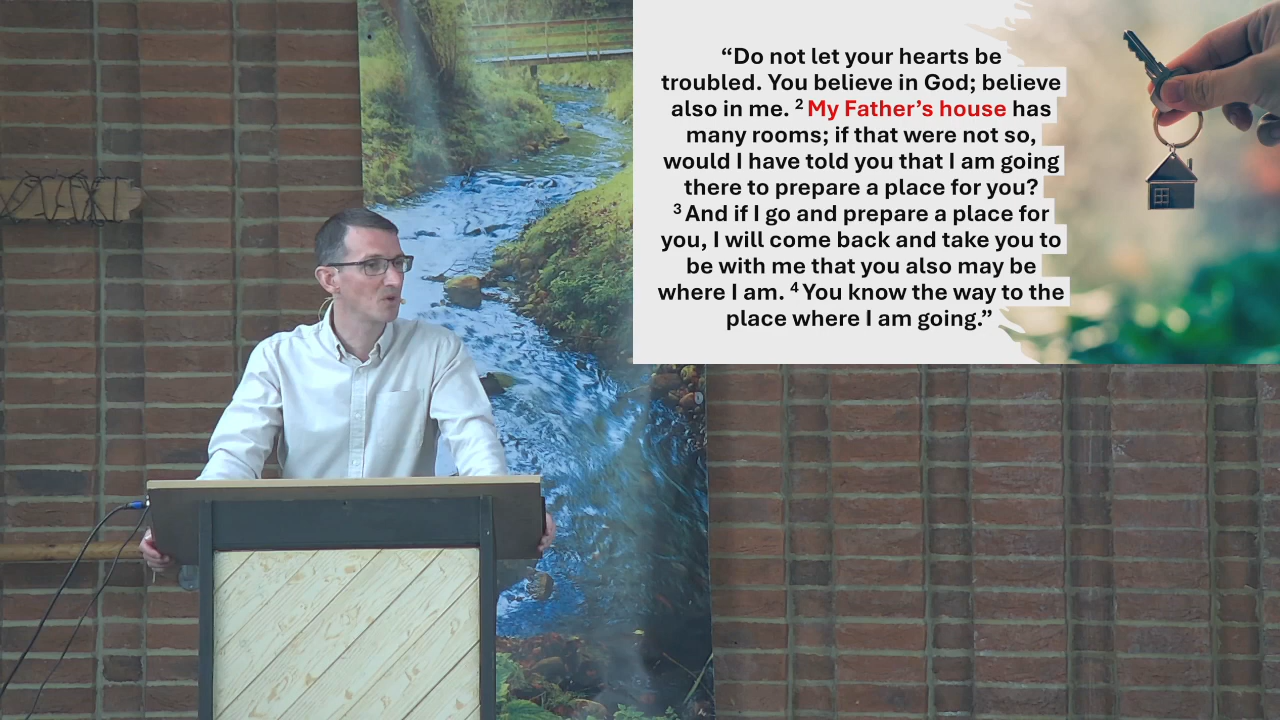 “Do not let your hearts be
troubled. You believe in God; believe
also in me. ² My Father’s house has
many rooms; if that were not so,
would I have told you that I am going
there to prepare a place for you?
³ And if I go and prepare a place for
you, I will come back and take you to
be with me that you also may be
where I am. ⁴ You know the way to the
place where I am going.”